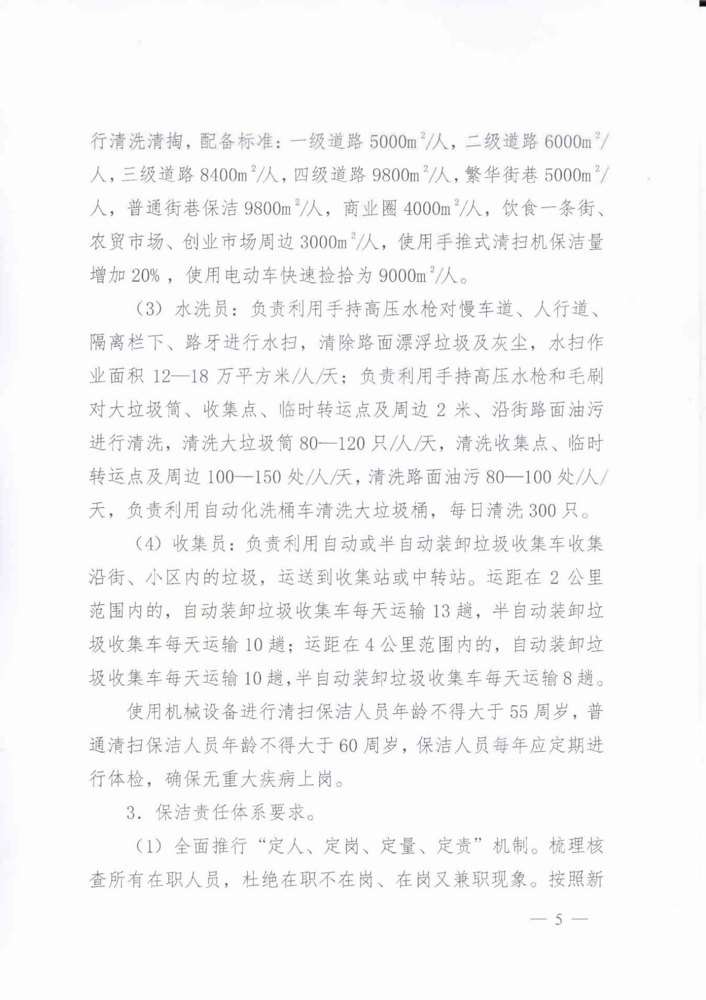 行清洗清掏，配备标准：一级道路 5000m²/人，二级道路 6000m²/
人，三级道路 8400m²/人，四级道路 9800m²/人，繁华街巷 5000m²/
人，普通街巷保洁 9800m²/人，商业圈 4000m²/人，饮食一条街、
农贸市场、创业市场周边 3000m²/人，使用手推式清扫机保洁量
增加 20%，使用电动车快速捡拾为 9000m²/人。
（3）水洗员：负责利用手持高压水枪对慢车道、人行道、
隔离栏下、路牙进行水扫，清除路面漂浮垃圾及灰尘，水扫作
业面积 12—18 万平方米/人/天；负责利用手持高压水枪和毛刷
对大垃圾筒、收集点、临时转运点及周边 2 米、沿街路面油污
进行清洗，清洗大垃圾筒 80—120 只/人/天，清洗收集点、临时
转运点及周边 100—150 处/人/天，清洗路面油污 80—100 处/人/
天，负责利用自动化洗桶车清洗大垃圾桶，每日清洗 300 只。
（4）收集员：负责利用自动或半自动装卸垃圾收集车收集
沿街、小区内的垃圾，运送到收集站或中转站。运距在 2 公里
范围内的，自动装卸垃圾收集车每天运输 13 趟，半自动装卸垃
圾收集车每天运输 10 趟；运距在 4 公里范围内的，自动装卸垃
圾收集车每天运输 10 趟，半自动装卸垃圾收集车每天运输 8 趟。
使用机械设备进行清扫保洁人员年龄不得大于 55 周岁，普
通清扫保洁人员年龄不得大于 60 周岁，保洁人员每年应定期进
行体检，确保无重大疾病上岗。
3．保洁责任体系要求。
（1）全面推行“定人、定岗、定量、定责”机制。梳理核
查所有在职人员，杜绝在职不在岗、在岗又兼职现象。按照新
— 5 —